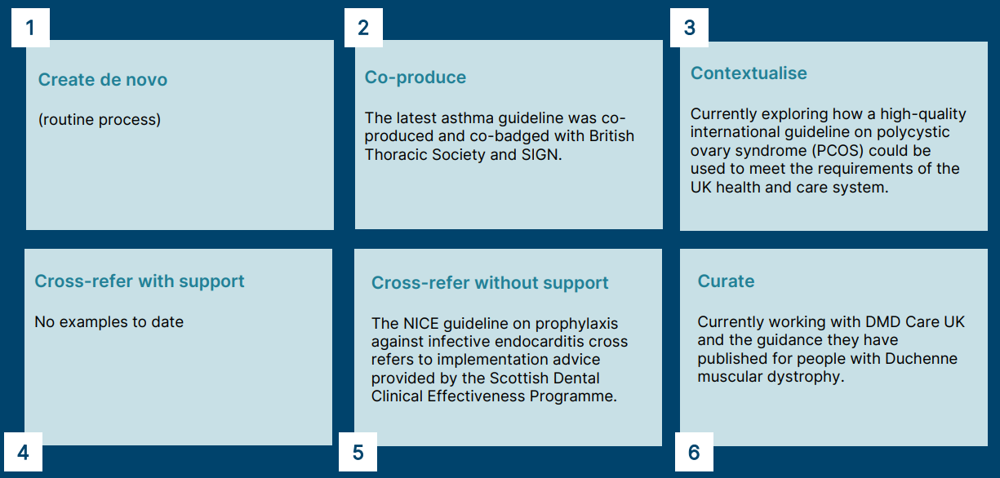 1
Create de novo
(routine process)
2
Co-produce
The latest asthma guideline was co-
produced and co-badged with British
Thoracic Society and SIGN.
3
Contextualise
Currently exploring how a high-quality
international guideline on polycystic
ovary syndrome (PCOS) could be
used to meet the requirements of the
UK health and care system.
Cross-refer with support
No examples to date
4
Cross-refer without support
The NICE guideline on prophylaxis
against infective endocarditis cross
refers to implementation advice
provided by the Scottish Dental
Clinical Effectiveness Programme.
5
Curate
Currently working with DMD Care UK
and the guidance they have
published for people with Duchenne
muscular dystrophy.
6